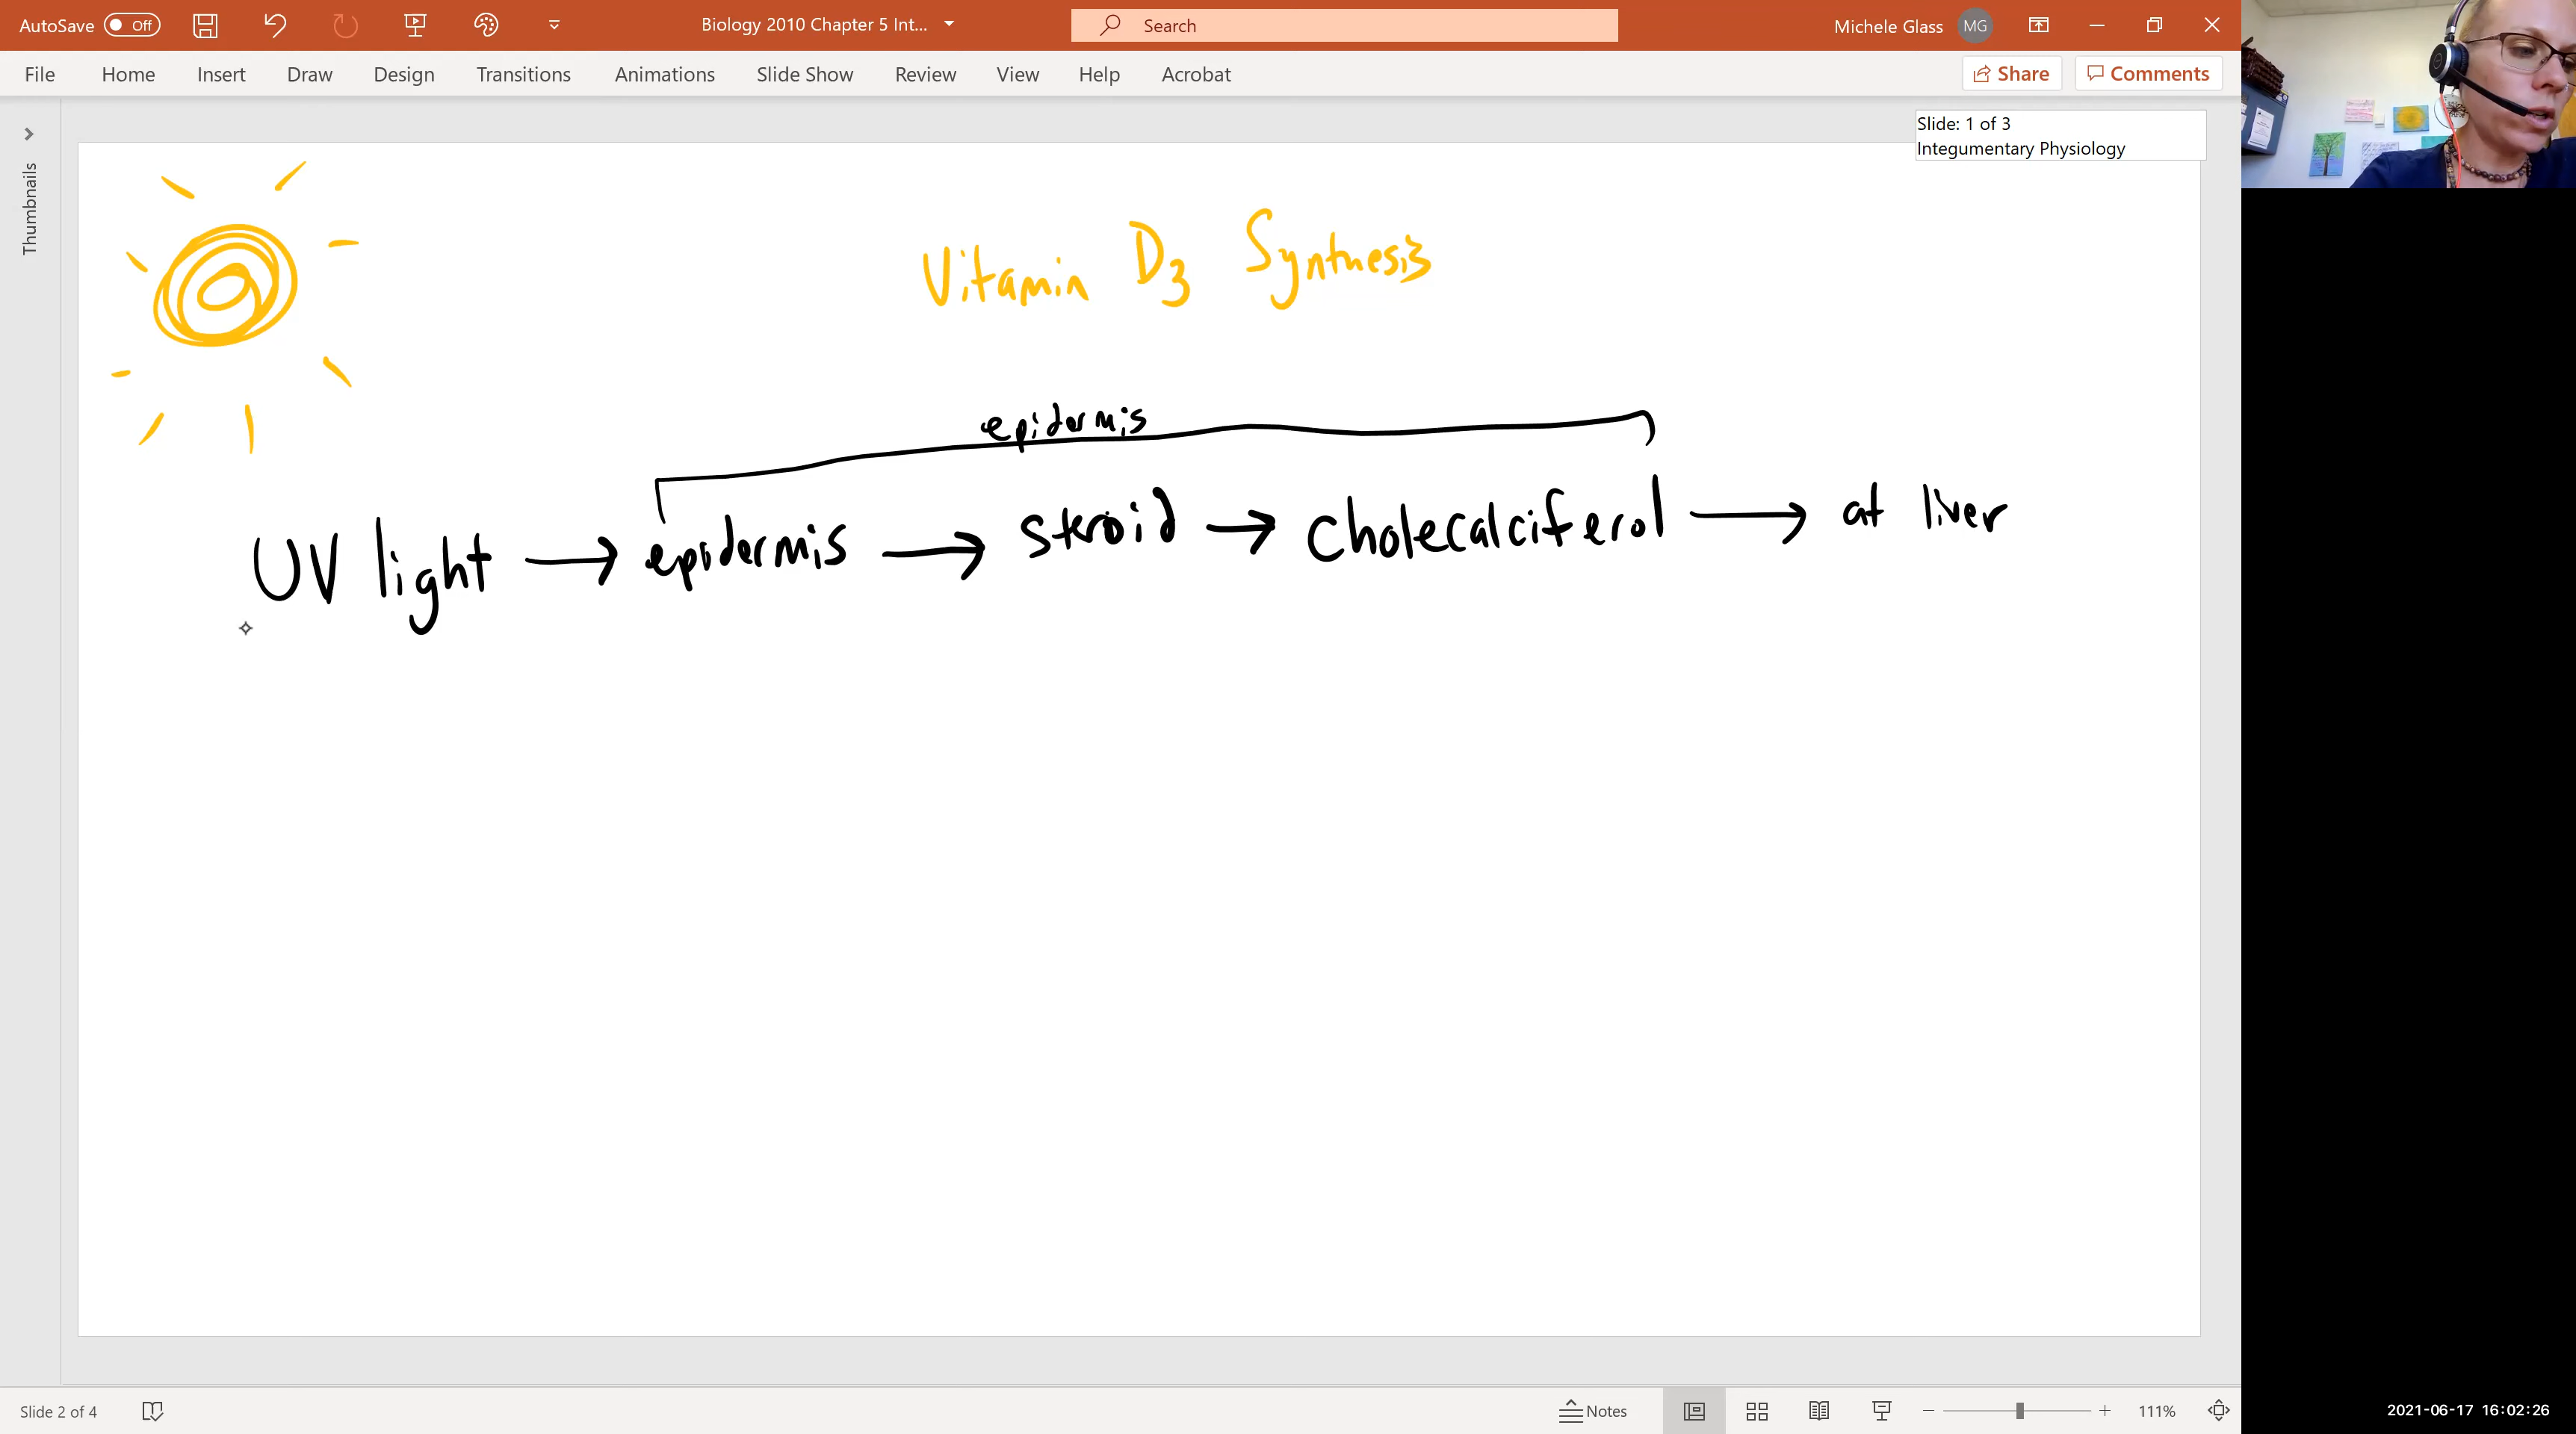 AutoSave Off Biology 2010 Chapter 5 Int... Search Michele Glass MG
File Home Insert Draw Design Transitions Animations Slide Show Review View Help Acrobat Share Comments
Thumbnails
Slide: 1 of 3
Integumentary Physiology
Vitamin D3 Synthesis
epidermis
UV light → epidermis → steroid → cholecalciferol → at liver
Slide 2 of 4 Notes 111%
2021-06-17 16:02:26